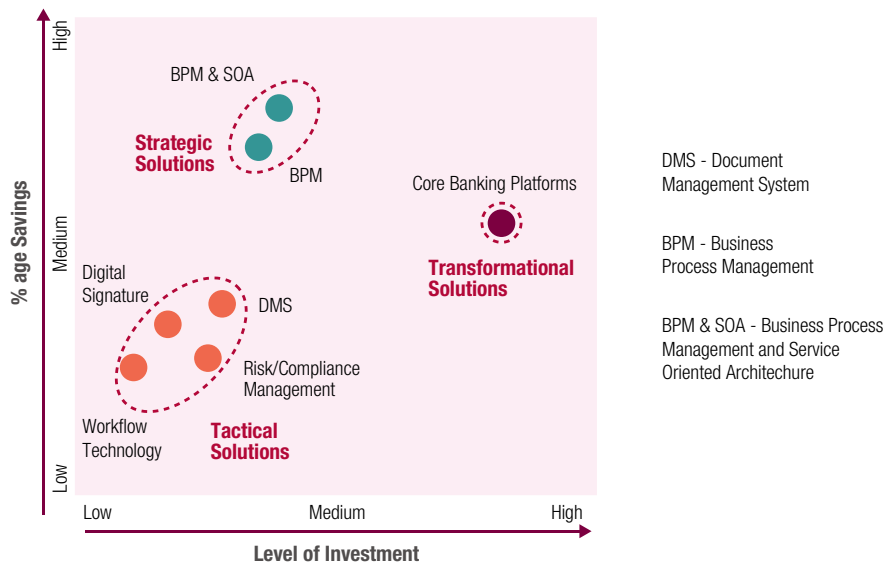 High
BPM & SOA
Strategic
Solutions
BPM
% age Savings
Medium
Core Banking Platforms
Transformational
Solutions
Digital
Signature
DMS
Risk/Compliance
Management
Workflow
Technology
Tactical
Solutions
Low
Low
Medium
High
Level of Investment
DMS - Document
Management System
BPM - Business
Process Management
BPM & SOA - Business Process
Management and Service
Oriented Architechure